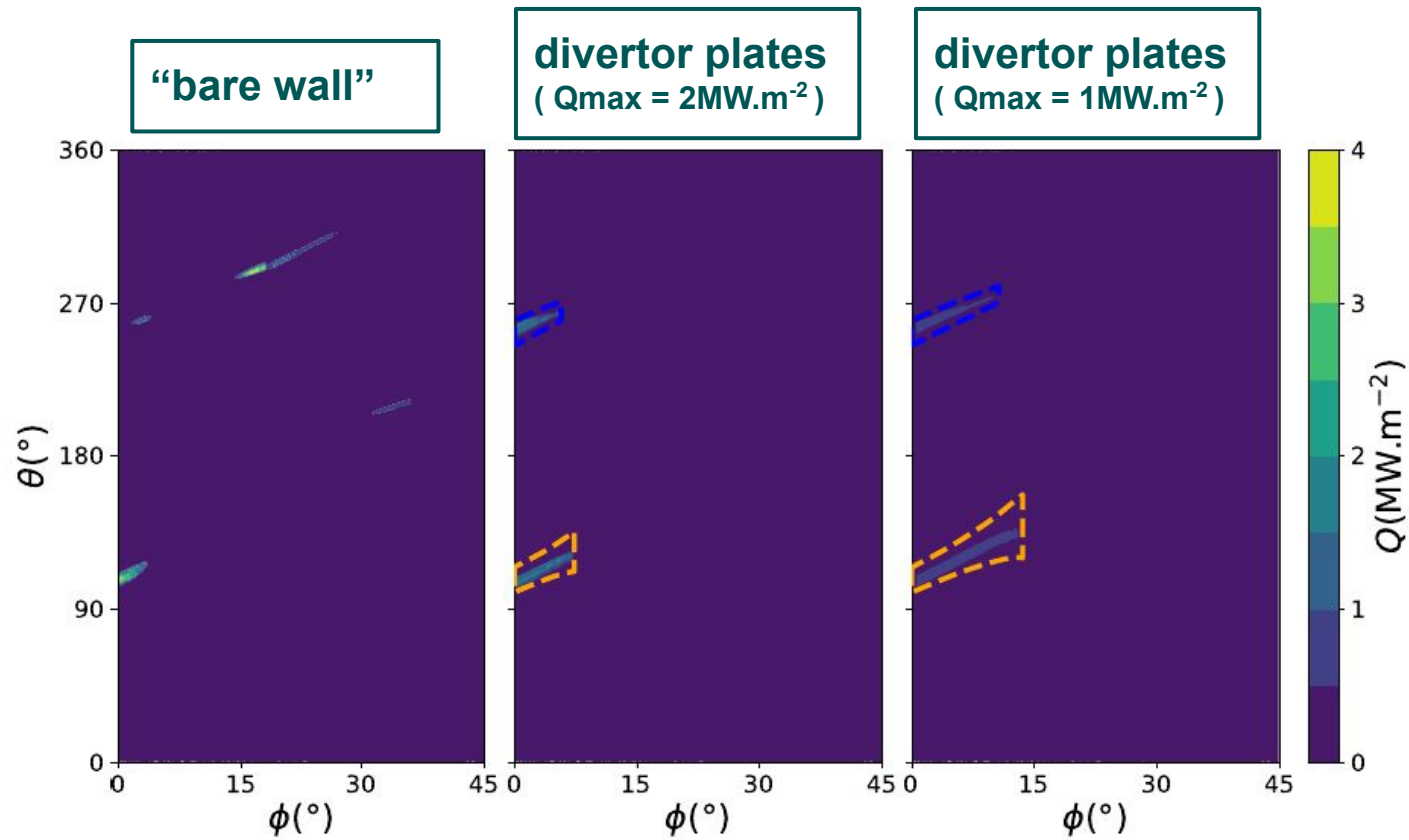 “bare wall”
divertor plates
( Qmax = 2MW.m⁻² )
divertor plates
( Qmax = 1MW.m⁻² )
360
270
180
90
0
θ(°)
0 15 30 45
ϕ(°)
0 15 30 45
ϕ(°)
0 15 30 45
ϕ(°)
4
3
2
1
0
Q(MW.m⁻²)